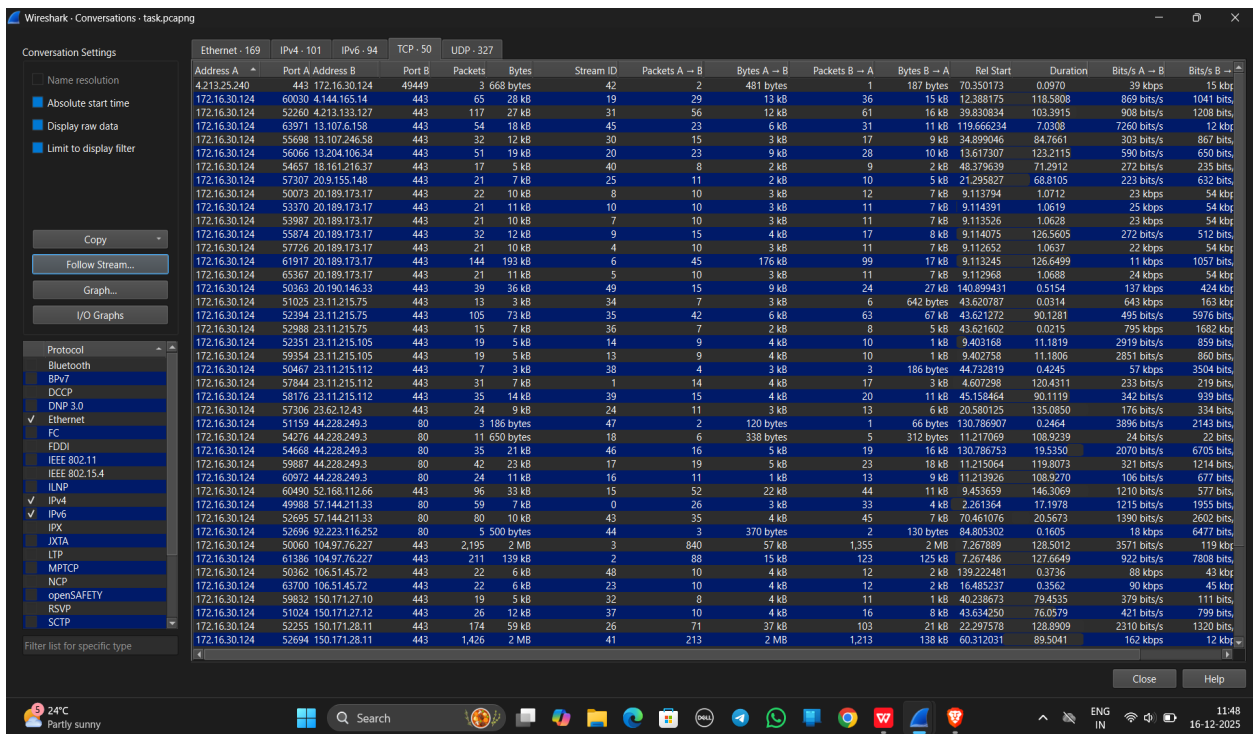 Wireshark · Conversations · task.pcapng
Conversation Settings
Name resolution
Absolute start time
Display raw data
Limit to display filter
Copy
Follow Stream...
Graph...
I/O Graphs
Protocol
Bluetooth
BPv7
DCCP
DNP 3.0
Ethernet
FC
FDDI
IEEE 802.11
IEEE 802.15.4
ILNP
IPv4
IPv6
IPX
JXTA
LTP
MPTCP
NCP
openSAFETY
RSVP
SCTP
Filter list for specific type
Ethernet · 169 IPv4 · 101 IPv6 · 94 TCP · 50 UDP · 327
Address A Port A Address B Port B Packets Bytes Stream ID Packets A → B Bytes A → B Packets B → A Bytes B → A Rel Start Duration Bits/s A → B Bits/s B →
4.213.25.240 443 172.16.30.124 49449 3 668 bytes 42 2 481 bytes 1 187 bytes 70.350173 0.0970 39 kbps 15 kb
172.16.30.124 60030 4.144.165.14 443 65 28 kB 19 29 13 kB 36 15 kB 12.388175 118.5808 869 bits/s 1041 bits,
172.16.30.124 52260 4.213.133.127 443 117 27 kB 31 56 12 kB 61 16 kB 39.830834 103.3915 908 bits/s 1208 bits,
172.16.30.124 63971 13.107.6.158 443 54 18 kB 45 23 6 kB 31 11 kB 119.666234 7.0308 7260 bits/s 12 kb
172.16.30.124 55698 13.107.246.58 443 32 12 kB 30 15 3 kB 17 9 kB 34.899046 84.7661 303 bits/s 867 bits,
172.16.30.124 56066 13.204.106.34 443 51 19 kB 20 23 9 kB 28 10 kB 13.617307 123.2115 590 bits/s 650 bits,
172.16.30.124 54657 18.161.216.37 443 17 5 kB 40 8 2 kB 9 2 kB 48.379639 71.2912 272 bits/s 235 bits,
172.16.30.124 57307 20.9.155.148 443 21 7 kB 25 11 2 kB 10 5 kB 21.295827 68.8105 223 bits/s 632 bits,
172.16.30.124 50073 20.189.173.17 443 22 10 kB 8 10 3 kB 12 7 kB 9.113794 1.0712 23 kbps 54 kb
172.16.30.124 53370 20.189.173.17 443 21 11 kB 10 10 3 kB 11 7 kB 9.114391 1.0619 25 kbps 54 kb
172.16.30.124 53987 20.189.173.17 443 21 10 kB 7 10 3 kB 11 7 kB 9.113526 1.0628 23 kbps 54 kb
172.16.30.124 55874 20.189.173.17 443 32 12 kB 9 15 4 kB 17 8 kB 9.114075 126.5605 272 bits/s 512 bits,
172.16.30.124 57726 20.189.173.17 443 21 10 kB 4 10 3 kB 11 7 kB 9.112652 1.0637 22 kbps 54 kb
172.16.30.124 61917 20.189.173.17 443 144 193 kB 6 45 176 kB 99 17 kB 9.113245 126.6499 11 kbps 1057 bits,
172.16.30.124 65367 20.189.173.17 443 21 11 kB 5 10 3 kB 11 7 kB 9.112968 1.0688 24 kbps 54 kb
172.16.30.124 50363 20.190.146.33 443 39 36 kB 49 15 9 kB 24 27 kB 140.899431 0.5154 137 kbps 424 kb
172.16.30.124 51025 23.11.215.75 443 13 3 kB 34 7 3 kB 6 642 bytes 43.620787 0.0314 643 kbps 163 kb
172.16.30.124 52394 23.11.215.75 443 105 73 kB 35 42 6 kB 63 67 kB 43.621272 90.1281 495 bits/s 5976 bits,
172.16.30.124 52988 23.11.215.75 443 15 7 kB 36 7 2 kB 8 5 kB 43.621602 0.0215 795 kbps 1682 kb
172.16.30.124 52351 23.11.215.105 443 19 5 kB 14 9 4 kB 10 1 kB 9.403168 11.1819 2919 bits/s 859 bits,
172.16.30.124 59354 23.11.215.105 443 19 5 kB 13 9 4 kB 10 1 kB 9.402758 11.1806 2851 bits/s 860 bits,
172.16.30.124 50467 23.11.215.112 443 7 3 kB 38 4 3 kB 3 186 bytes 44.732819 0.4245 57 kbps 3504 bits,
172.16.30.124 57844 23.11.215.112 443 31 7 kB 1 14 4 kB 17 3 kB 4.607298 120.4311 233 bits/s 219 bits,
172.16.30.124 58176 23.11.215.112 443 35 14 kB 39 15 4 kB 20 11 kB 45.158464 90.1119 342 bits/s 939 bits,
172.16.30.124 57306 23.62.12.43 443 24 9 kB 24 11 3 kB 13 6 kB 20.580125 135.0850 176 bits/s 334 bits,
172.16.30.124 51159 44.228.249.3 80 3 186 bytes 47 2 120 bytes 1 66 bytes 130.786907 0.2464 3896 bits/s 2143 bits,
172.16.30.124 54276 44.228.249.3 80 11 650 bytes 18 6 338 bytes 5 312 bytes 11.217069 108.9239 24 bits/s 22 bits,
172.16.30.124 54668 44.228.249.3 80 35 21 kB 46 16 5 kB 19 16 kB 130.786753 19.5350 2070 bits/s 6705 bits,
172.16.30.124 59887 44.228.249.3 80 42 23 kB 17 19 5 kB 23 18 kB 11.215064 119.8073 321 bits/s 1214 bits,
172.16.30.124 60972 44.228.249.3 80 24 11 kB 16 11 1 kB 13 9 kB 11.213926 108.9270 106 bits/s 677 bits,
172.16.30.124 60490 52.168.112.66 443 96 33 kB 15 52 22 kB 44 11 kB 9.453659 146.3069 1210 bits/s 577 bits,
172.16.30.124 49988 57.144.211.33 80 59 7 kB 0 26 3 kB 33 4 kB 2.261364 17.1978 1215 bits/s 1955 bits,
172.16.30.124 52695 57.144.211.33 80 80 10 kB 43 35 4 kB 45 7 kB 70.461076 20.5673 1390 bits/s 2602 bits,
172.16.30.124 52696 92.223.116.252 80 5 500 bytes 44 3 370 bytes 2 130 bytes 84.805302 0.1605 18 kbps 6477 bits,
172.16.30.124 50060 104.97.76.227 443 2,195 2 MB 3 840 57 kB 1,355 2 MB 7.267889 128.5012 3571 bits/s 119 kb
172.16.30.124 61386 104.97.76.227 443 211 139 kB 2 88 15 kB 123 125 kB 7.267486 127.6649 922 bits/s 7808 bits,
172.16.30.124 50362 106.51.45.72 443 22 6 kB 48 10 4 kB 12 2 kB 139.222481 0.3736 88 kbps 43 kb
172.16.30.124 63700 106.51.45.72 443 22 6 kB 23 10 4 kB 12 2 kB 16.485237 0.3562 90 kbps 45 kb
172.16.30.124 59832 150.171.27.10 443 19 5 kB 32 8 4 kB 11 1 kB 40.238673 79.4535 379 bits/s 111 bits,
172.16.30.124 51024 150.171.27.12 443 26 12 kB 37 10 4 kB 16 8 kB 43.634250 76.0579 421 bits/s 799 bits,
172.16.30.124 52255 150.171.28.11 443 174 59 kB 26 71 37 kB 103 21 kB 22.297578 128.8909 2310 bits/s 1320 bits,
172.16.30.124 52694 150.171.28.11 443 1,426 2 MB 41 213 2 MB 1,213 138 kB 60.312031 89.5041 162 kbps 12 kb
Close Help
5 24°C
Partly sunny
Search
DELL
W
ENG
IN
11:48
16-12-2025